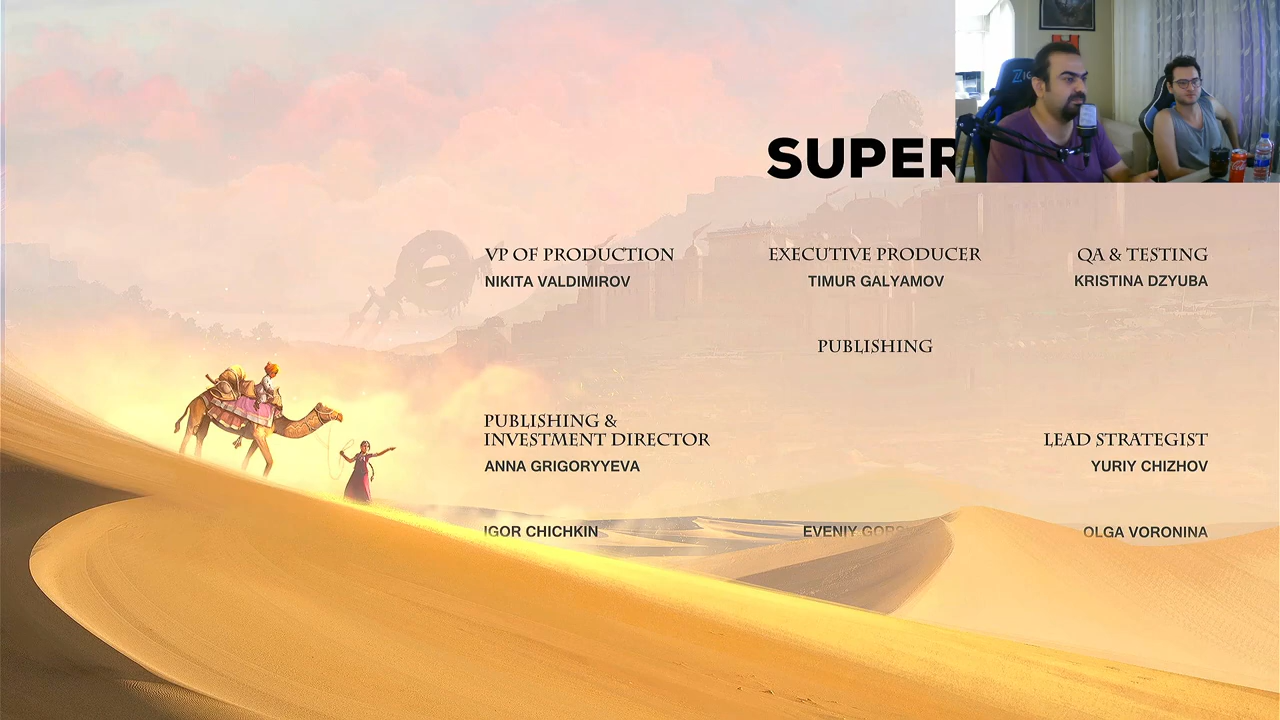 SUPER
VP OF PRODUCTION
NIKITA VALDIMIROV
EXECUTIVE PRODUCER
TIMUR GALYAMOV
QA & TESTING
KRISTINA DZYUBA
PUBLISHING
PUBLISHING &
INVESTMENT DIRECTOR
ANNA GRIGORYYEVA
LEAD STRATEGIST
YURIY CHIZHOV
IGOR CHICHKIN
EVENIY
OLGA VORONINA